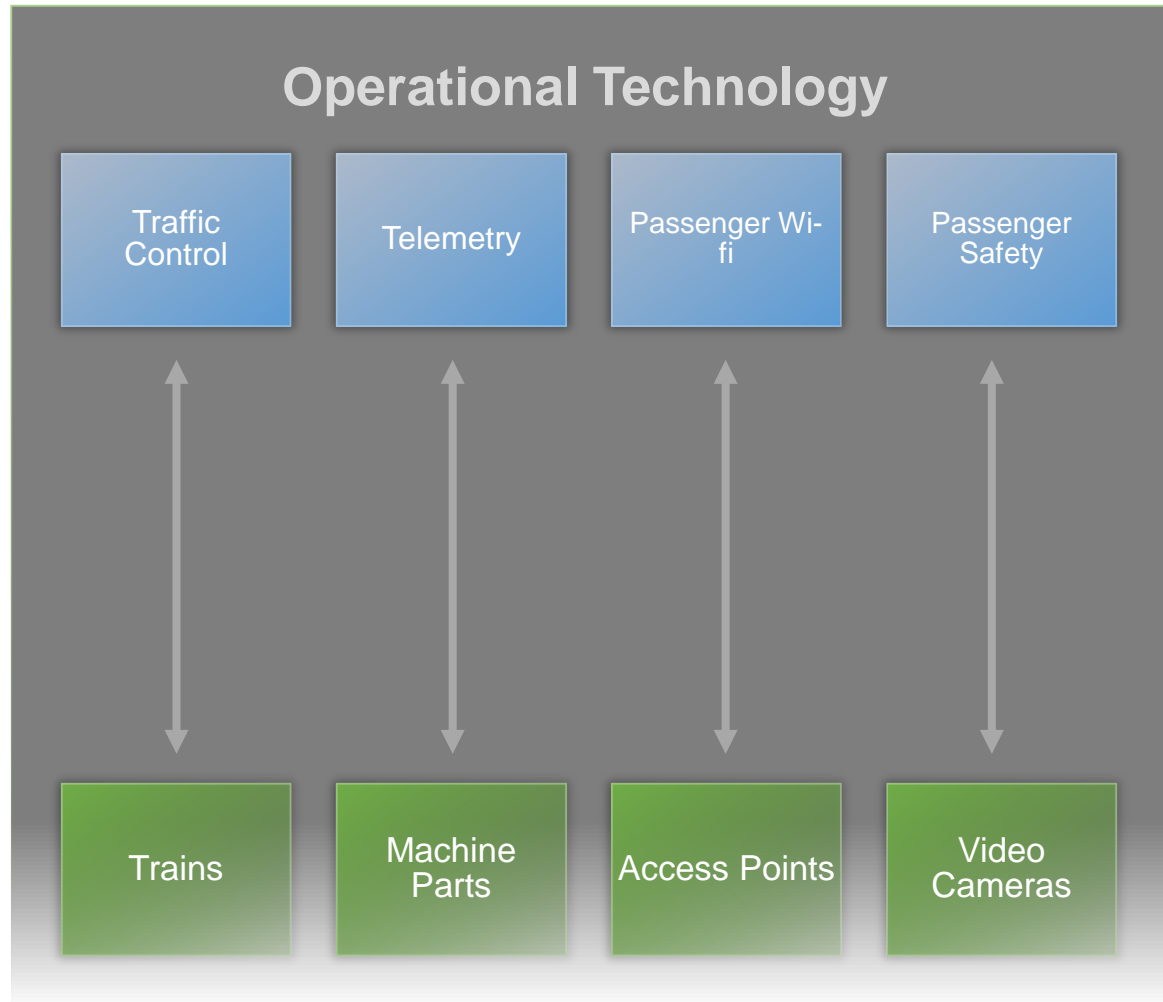 Operational Technology
Traffic
Control
Telemetry
Passenger Wi-
fi
Passenger
Safety
Trains
Machine
Parts
Access Points
Video
Cameras